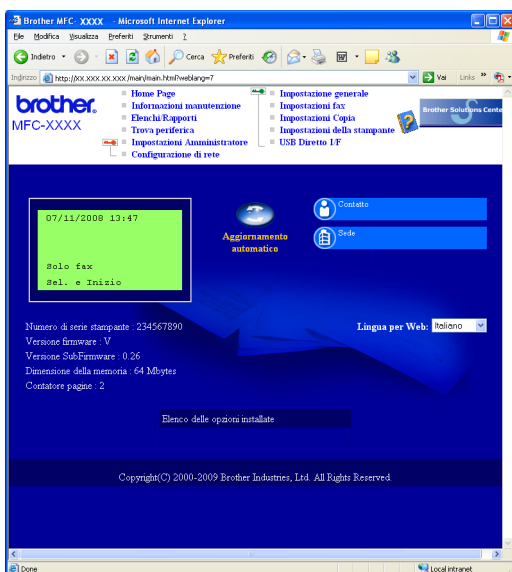 Brother MFC- XXXX - Microsoft Internet Explorer
File Modifica Visualizza Preferiti Strumenti ?
Indietro Cerca Preferiti
Indirizzo http://xx.xxx.xx.xxx/main/main.html?weblang=7 Vai Links »
brother.
MFC-XXXX
Home Page
Informazioni manutenzione
Elenchi/Rapporti
Trova periferica
Impostazioni Amministratore
Configurazione di rete
Impostazione generale
Impostazioni fax
Impostazioni Copia
Impostazioni della stampante
USB Diretto I/F
Brother Solutions Cente
07/11/2008 13:47
Solo fax
Sel. e Inizio
Aggiornamento
automatico
Contatto
Sede
Numero di serie stampante : 234567890
Versione firmware : V
Versione SubFirmware : 0.26
Dimensione della memoria : 64 Mbytes
Contatore pagine : 2
Lingua per Web: Italiano
Elenco delle opzioni installate
Copyright(C) 2000-2009 Brother Industries, Ltd. All Rights Reserved.
Done Local intranet